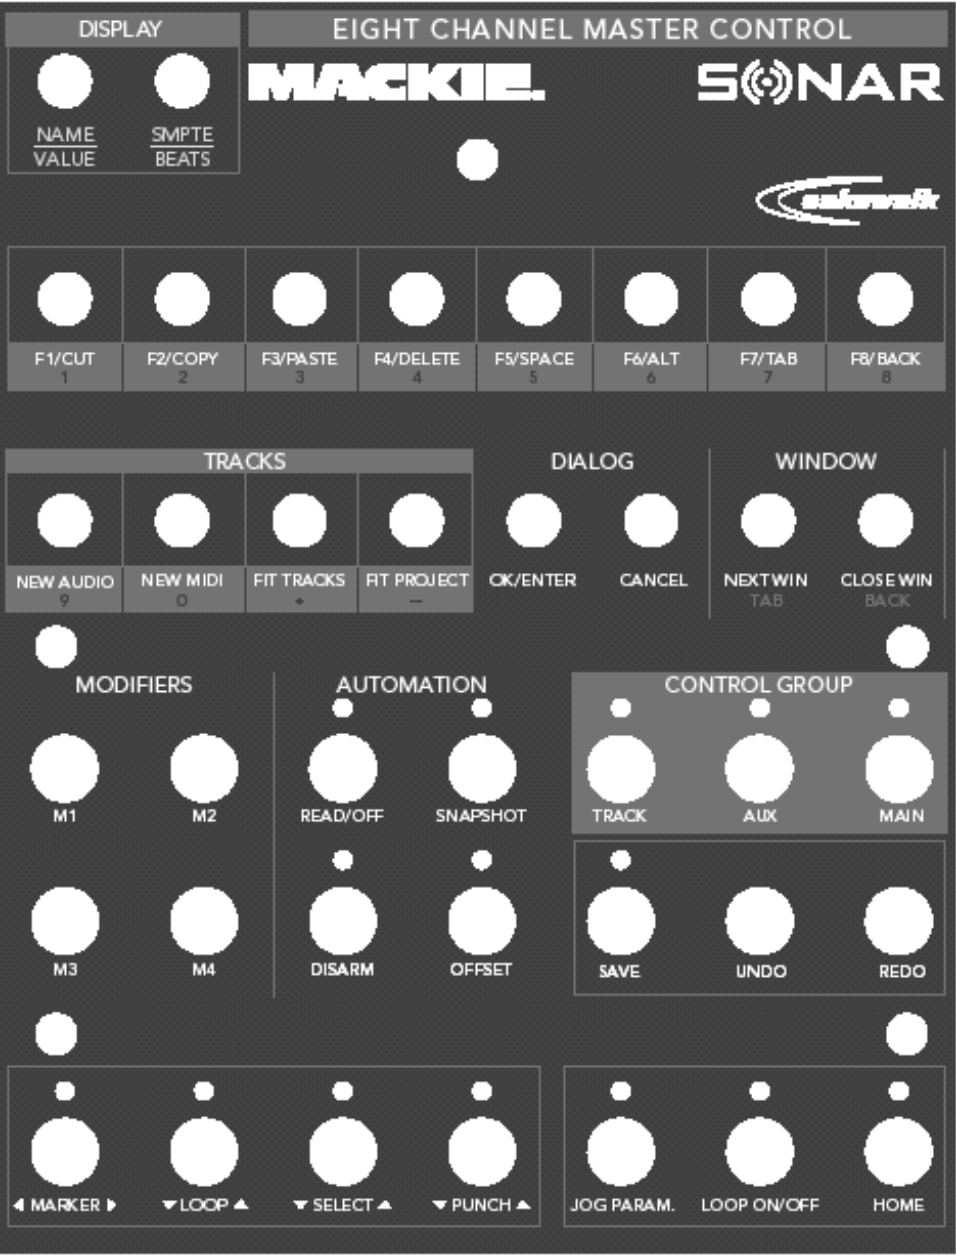 DISPLAY
EIGHT CHANNEL MASTER CONTROL
MACKIE.
SONAR
NAME
VALUE
SMPTE
BEATS
cakewalk
F1/CUT F2/COPY F3/PASTE F4/DELETE F5/SPACE F6/ALT F7/TAB F8/BACK
1 2 3 4 5 6 7 8
TRACKS DIALOG WINDOW
NEW AUDIO NEW MIDI FIT TRACKS FIT PROJECT OK/ENTER CANCEL NEXT WIN CLOSE WIN
9 0 + − TAB BACK
MODIFIERS AUTOMATION CONTROL GROUP
M1 M2 READ/OFF SNAPSHOT TRACK AUX MAIN
M3 M4 DISARM OFFSET SAVE UNDO REDO
◀ MARKER ▶ ▼ LOOP ▲ ▼ SELECT ▲ ▼ PUNCH ▲ JOG PARAM. LOOP ON/OFF HOME